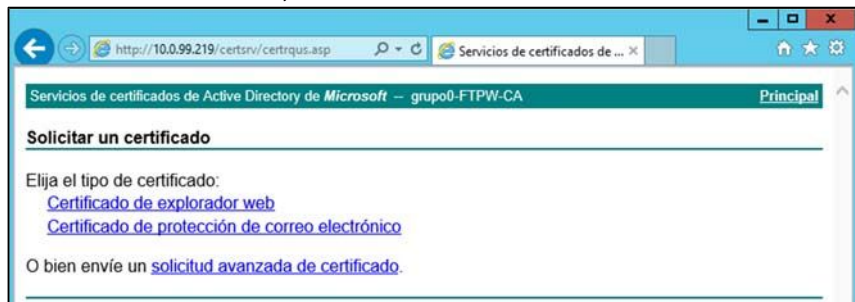 http://10.0.99.219/certsrv/certrqus.asp
Servicios de certificados de ...
Servicios de certificados de Active Directory de Microsoft -- grupo0-FTPW-CA Principal
Solicitar un certificado
Elija el tipo de certificado:
Certificado de explorador web
Certificado de protección de correo electrónico
O bien envíe un solicitud avanzada de certificado.